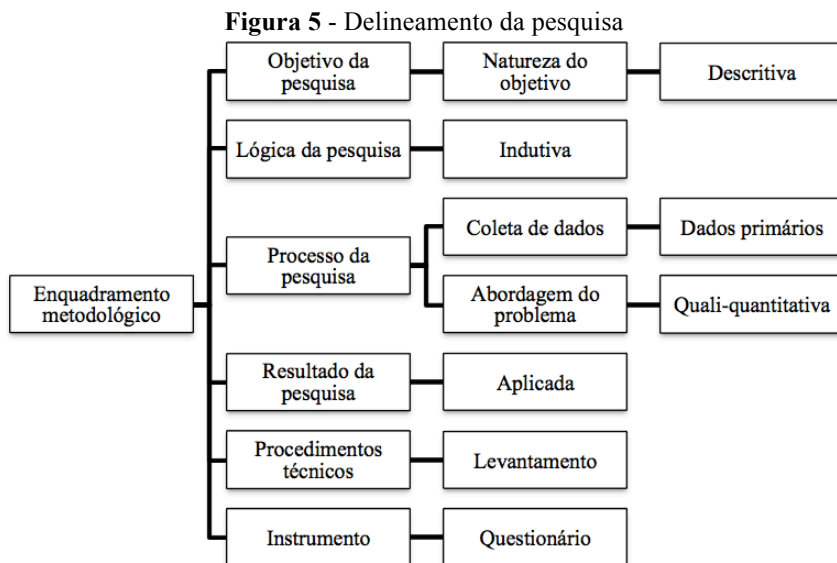 Figura 5 - Delineamento da pesquisa
Objetivo da
pesquisa
Natureza do
objetivo
Descritiva
Lógica da pesquisa
Indutiva
Processo da
pesquisa
Coleta de dados
Dados primários
Abordagem do
problema
Quali-quantitativa
Enquadramento
metodológico
Resultado da
pesquisa
Aplicada
Procedimentos
técnicos
Levantamento
Instrumento
Questionário